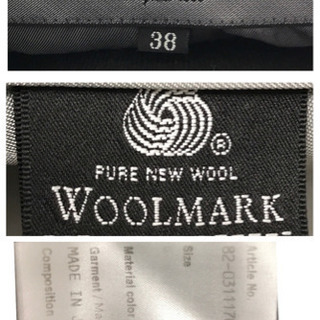 38
®
PURE NEW WOOL
WOOLMARK
Article No.
Size
Material color
Garment / Ma
MADE IN
Composition